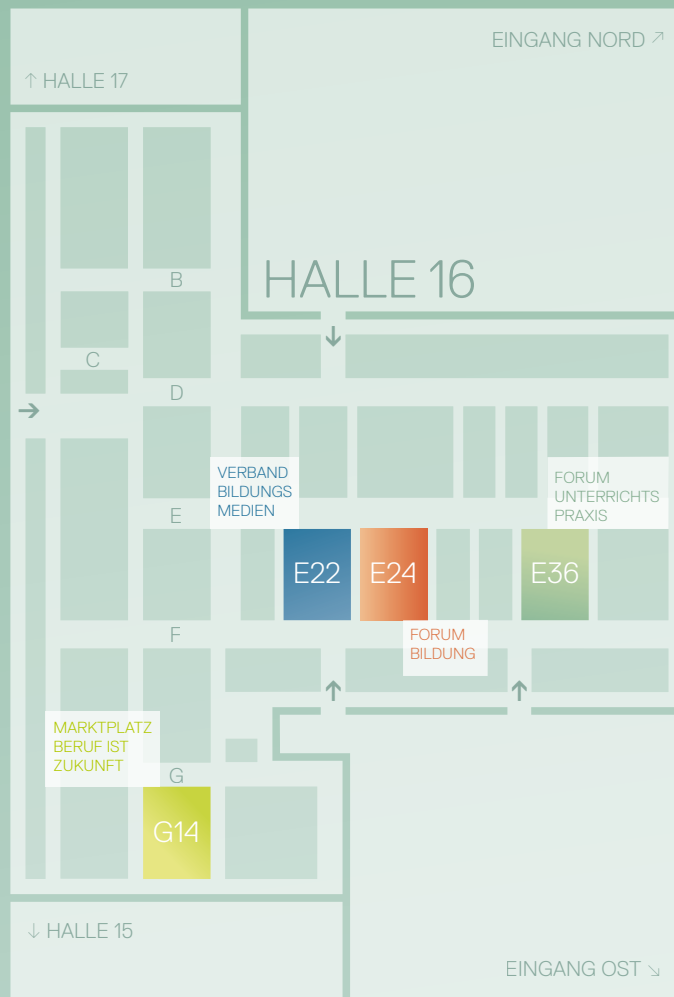 EINGANG NORD ↗
↑ HALLE 17
HALLE 16
B
C
D
VERBAND
BILDUNGS
MEDIEN
FORUM
UNTERRICHTS
PRAXIS
E
E22
E24
E36
F
FORUM
BILDUNG
MARKTPLATZ
BERUF IST
ZUKUNFT
G
G14
↓ HALLE 15
EINGANG OST ↘